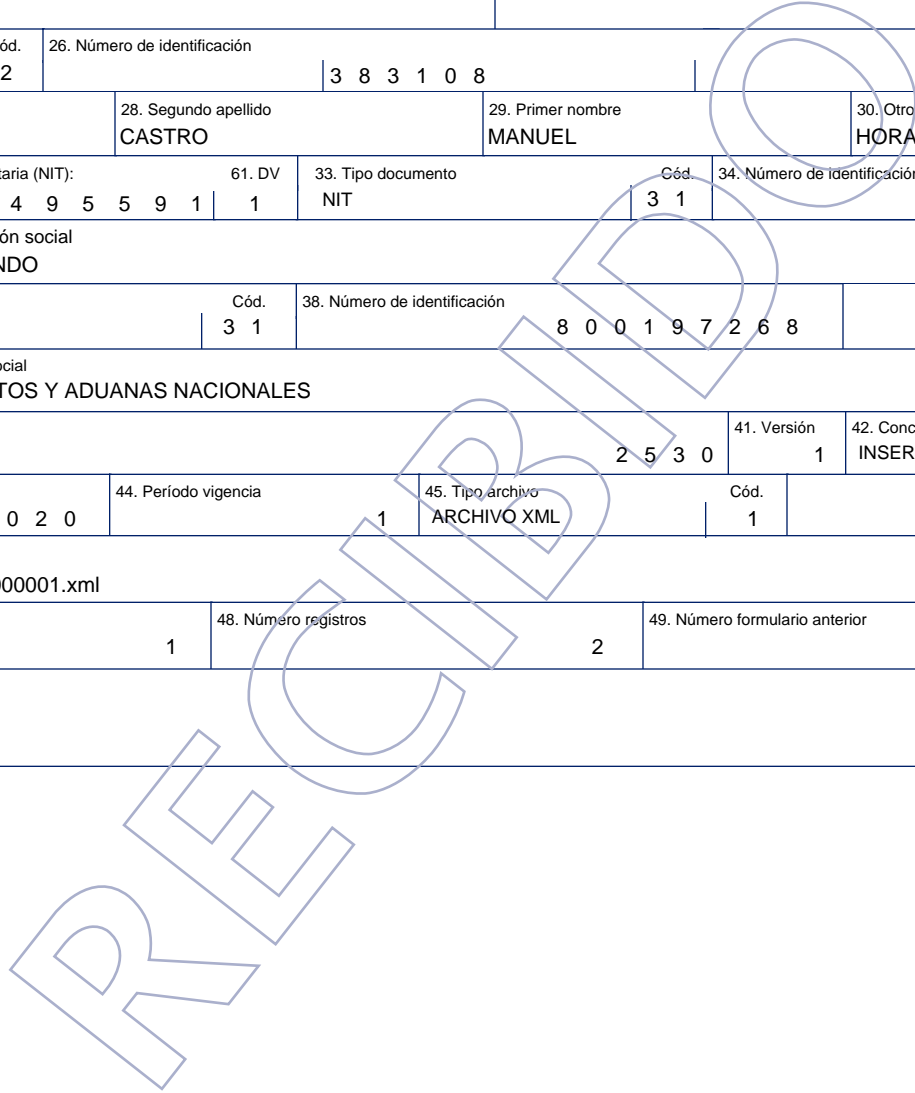 ód. 26. Número de identificación
2 3 8 3 1 0 8
28. Segundo apellido 29. Primer nombre 30. Otro
CASTRO MANUEL HORA
taria (NIT): 61. DV 33. Tipo documento Cód. 34. Número de identificación
4 9 5 5 9 1 1 NIT 3 1
ón social
NDO
Cód. 38. Número de identificación
3 1 8 0 0 1 9 7 2 6 8
ocial
TOS Y ADUANAS NACIONALES
41. Versión 42. Conc
2 5 3 0 1 INSER
44. Período vigencia 45. Tipo archivo Cód.
0 2 0 1 ARCHIVO XML 1
000001.xml
48. Número registros 49. Número formulario anterior
1 2
RECIBIDO